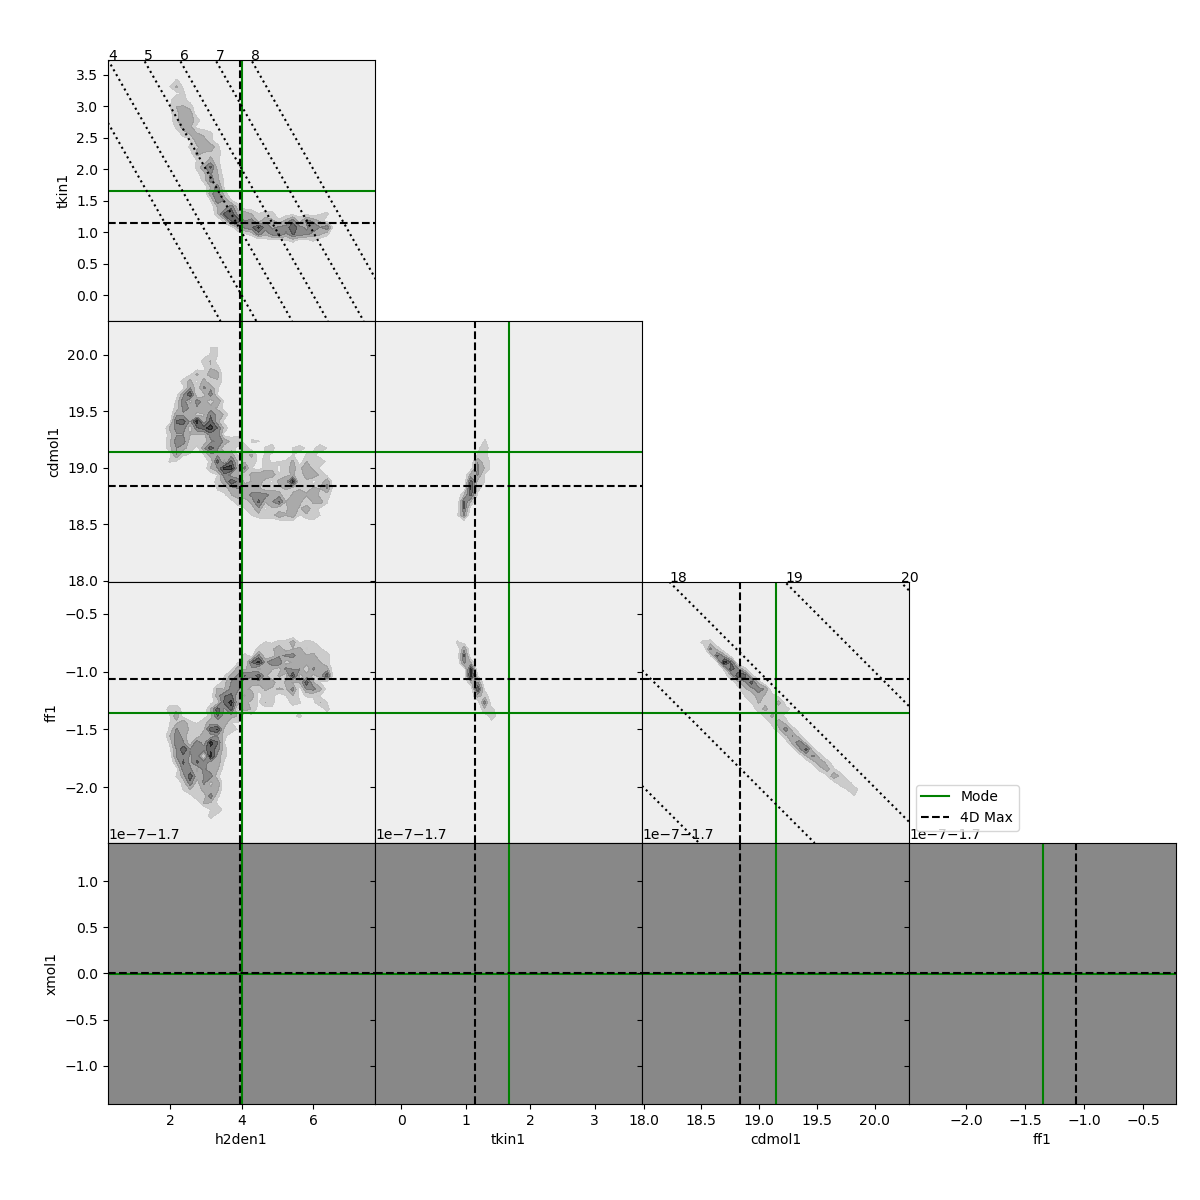 4 5 6 7 8
3.5
3.0
2.5
2.0
1.5
1.0
0.5
0.0
tkin1
20.0
19.5
19.0
18.5
18.0
cdmol1
18 19 20
−0.5
−1.0
−1.5
−2.0
ff1
Mode
4D Max
1e−7−1.7 1e−7−1.7 1e−7−1.7 1e−7−1.7
1.0
0.5
0.0
−0.5
−1.0
xmol1
2 4 6 0 1 2 3 18.0 18.5 19.0 19.5 20.0 −2.0 −1.5 −1.0 −0.5
h2den1 tkin1 cdmol1 ff1